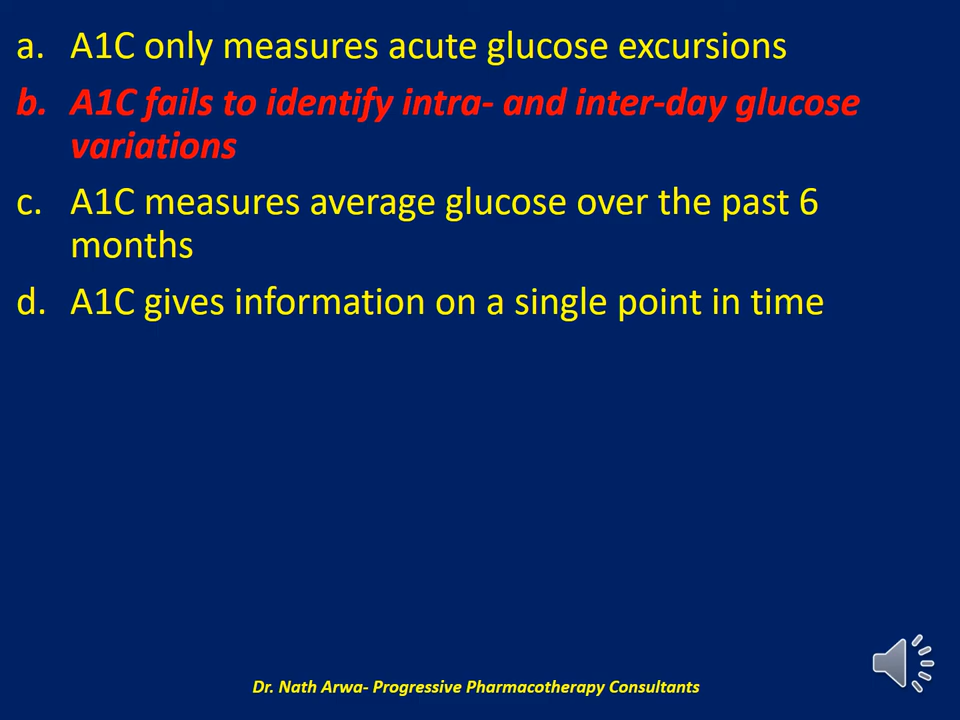 a. A1C only measures acute glucose excursions
b. A1C fails to identify intra- and inter-day glucose
variations
c. A1C measures average glucose over the past 6
months
d. A1C gives information on a single point in time
Dr. Nath Arwa- Progressive Pharmacotherapy Consultants